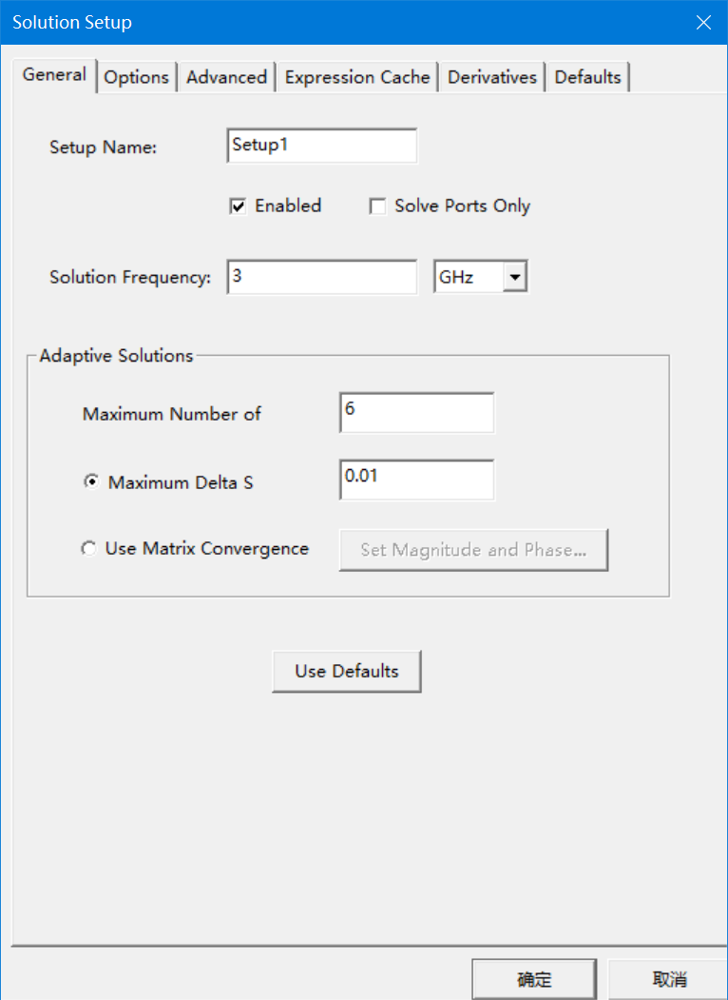 Solution Setup
General Options Advanced Expression Cache Derivatives Defaults
Setup Name: Setup1
Enabled Solve Ports Only
Solution Frequency: 3 GHz
Adaptive Solutions
Maximum Number of 6
Maximum Delta S 0.01
Use Matrix Convergence Set Magnitude and Phase...
Use Defaults
确定 取消